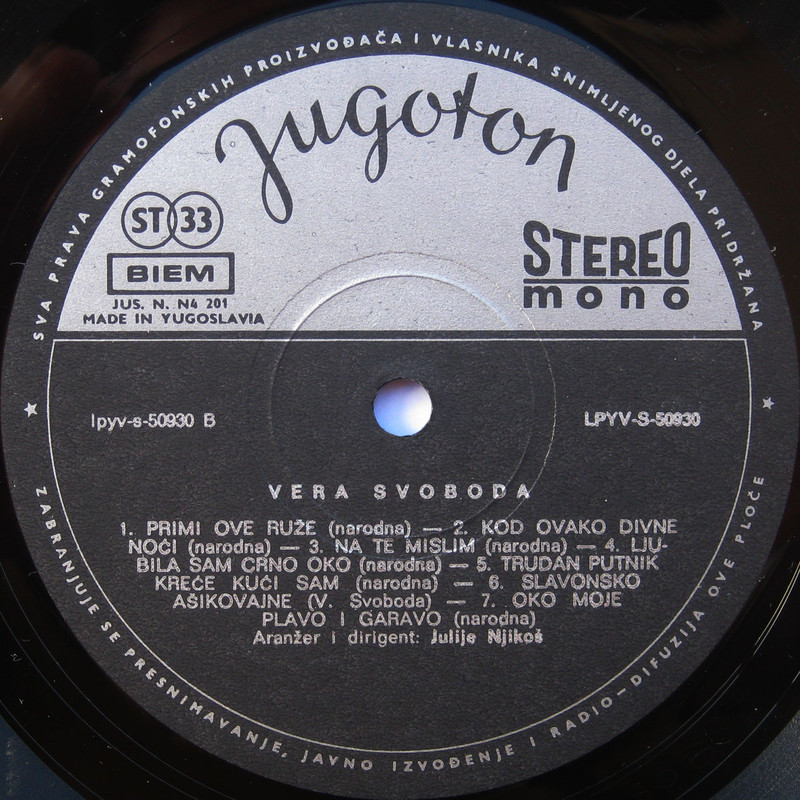 SVA PRAVA GRAMOFONSKIH PROIZVOĐAČA I VLASNIKA SNIMLJENOG DJELA PRIDRŽANA
Jugoton
ST 33
BIEM
JUS. N. N4 201
MADE IN YUGOSLAVIA
STEREO
mono
lpyv-s-50930 B
LPYV-S-50930
VERA SVOBODA
1. PRIMI OVE RUŽE (narodna) — 2. KOD OVAKO DIVNE
NOĆI (narodna) — 3. NA TE MISLIM (narodna) — 4. LJU-
BILA SAM CRNO OKO (narodna) — 5. TRUDAN PUTNIK
KREĆE KUĆI SAM (narodna) — 6. SLAVONSKO
AŠIKOVAJNE (V. Svoboda) — 7. OKO MOJE
PLAVO I GARAVO (narodna)
Aranžer i dirigent: Julije Njikoš
ZABRANJUJE SE PRESNIMAVANJE, JAVNO IZVOĐENJE I RADIO-DIFUZIJA OVE PLOČE